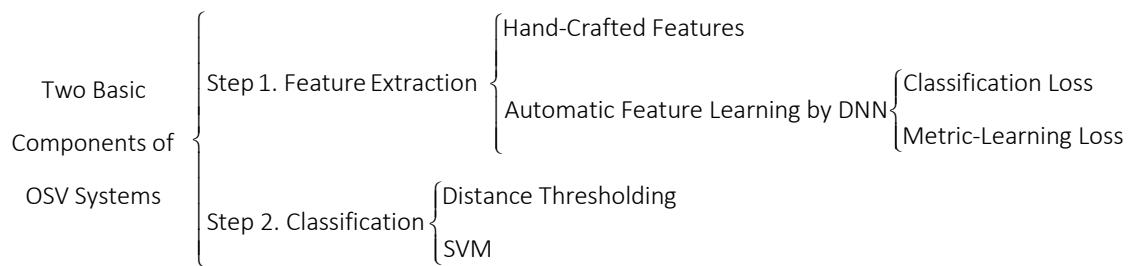 Two Basic
Components of
OSV Systems
Step 1. Feature Extraction
Hand-Crafted Features
Automatic Feature Learning by DNN
Classification Loss
Metric-Learning Loss
Step 2. Classification
Distance Thresholding
SVM